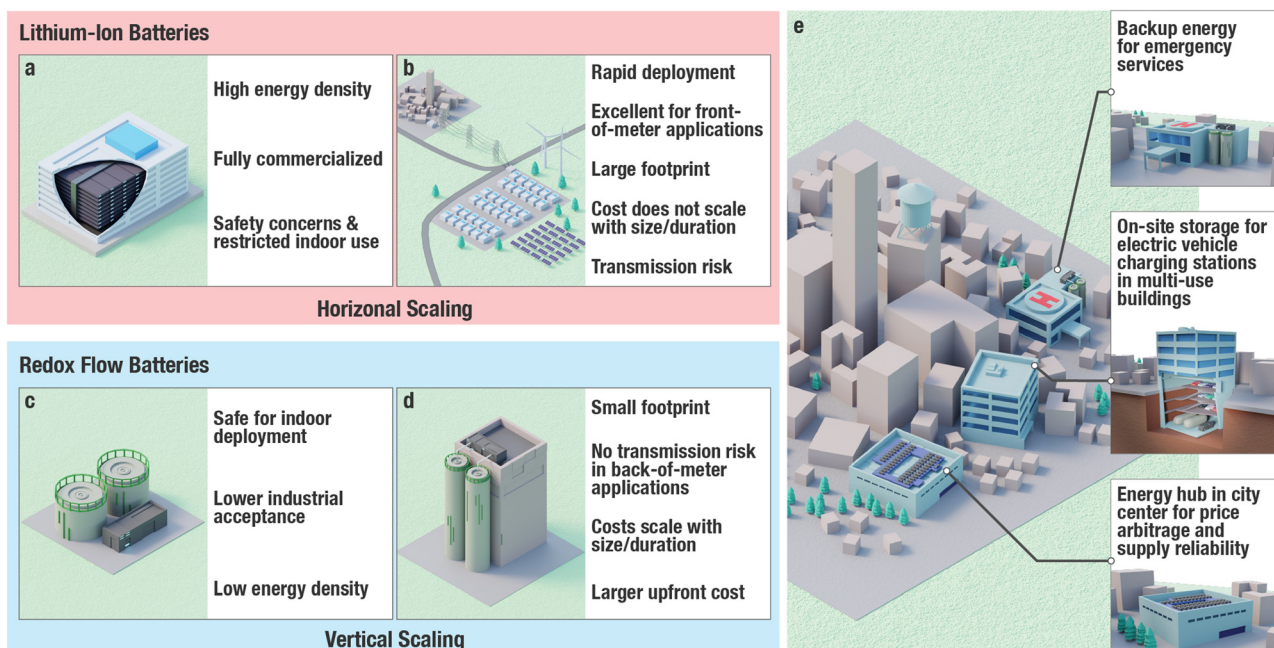 Lithium-Ion Batteries
a
High energy density
Fully commercialized
Safety concerns &
restricted indoor use
b
Rapid deployment
Excellent for front-
of-meter applications
Large footprint
Cost does not scale
with size/duration
Transmission risk
Horizonal Scaling
Redox Flow Batteries
c
Safe for indoor
deployment
Lower industrial
acceptance
Low energy density
d
Small footprint
No transmission risk
in back-of-meter
applications
Costs scale with
size/duration
Larger upfront cost
Vertical Scaling
e
H
Backup energy
for emergency
services
H
On-site storage for
electric vehicle
charging stations
in multi-use
buildings
Energy hub in city
center for price
arbitrage and
supply reliability